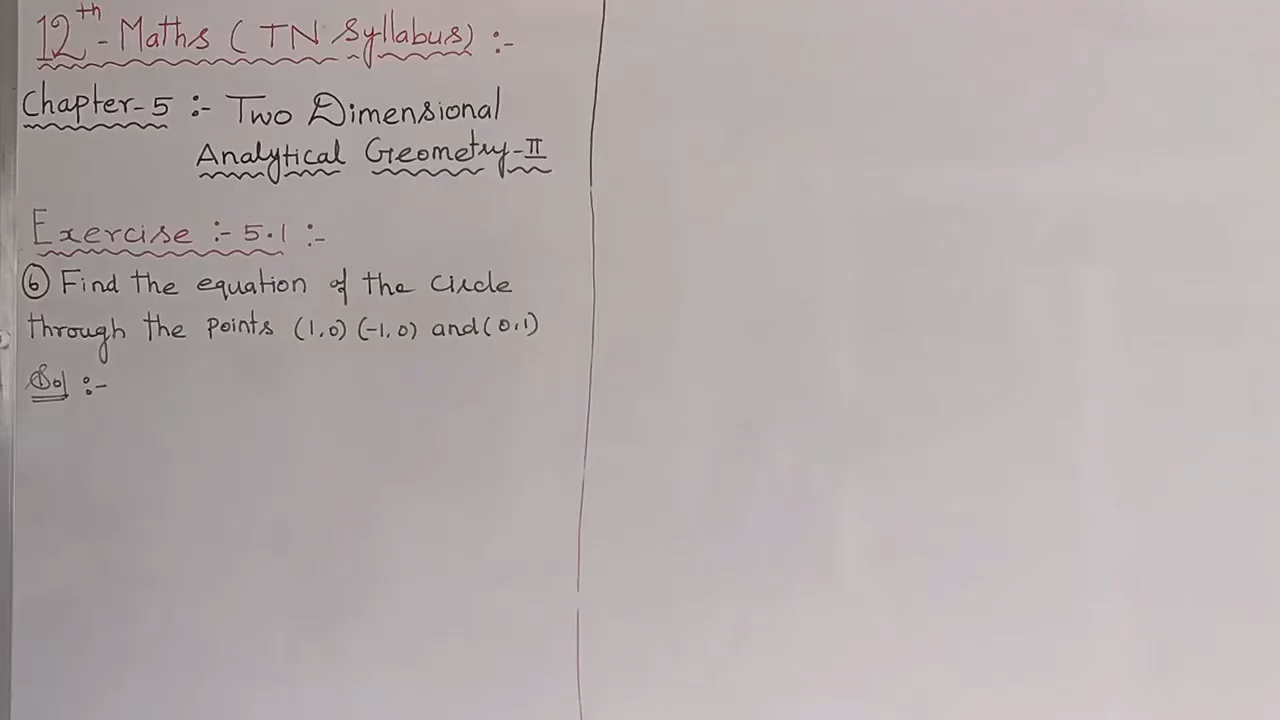 12th - Maths ( TN Syllabus) :-
Chapter-5 :- Two Dimensional
Analytical Geometry-II
Exercise :- 5.1 :-
⑥ Find the equation of the circle
through the points (1,0) (-1,0) and (0,1)
Sol :-